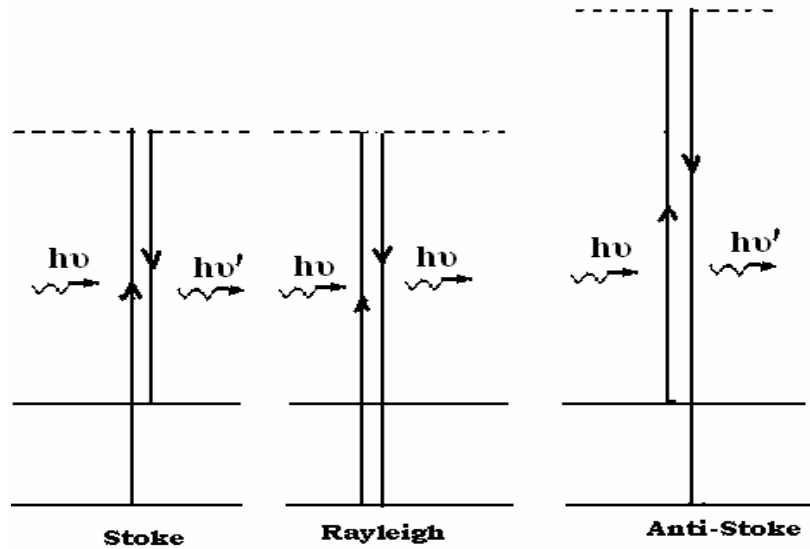 hυ
hυ'
hυ
hυ
hυ
hυ'
Stoke
Rayleigh
Anti-Stoke